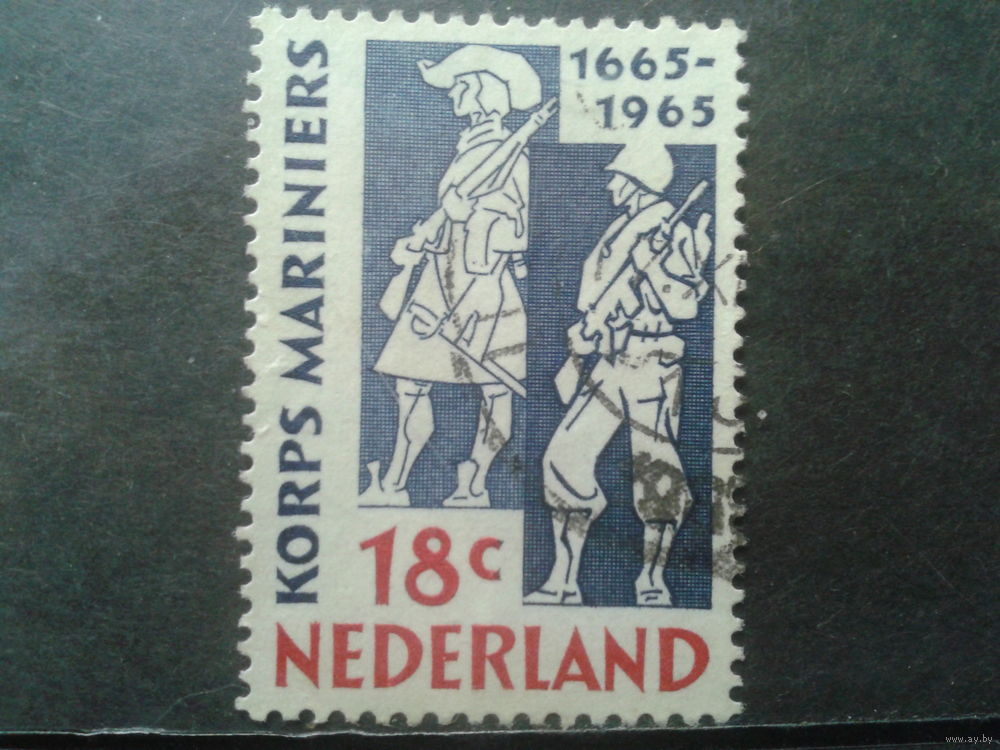 KORPS MARINIERS
1665-
1965
18c
NEDERLAND
www.ay.by